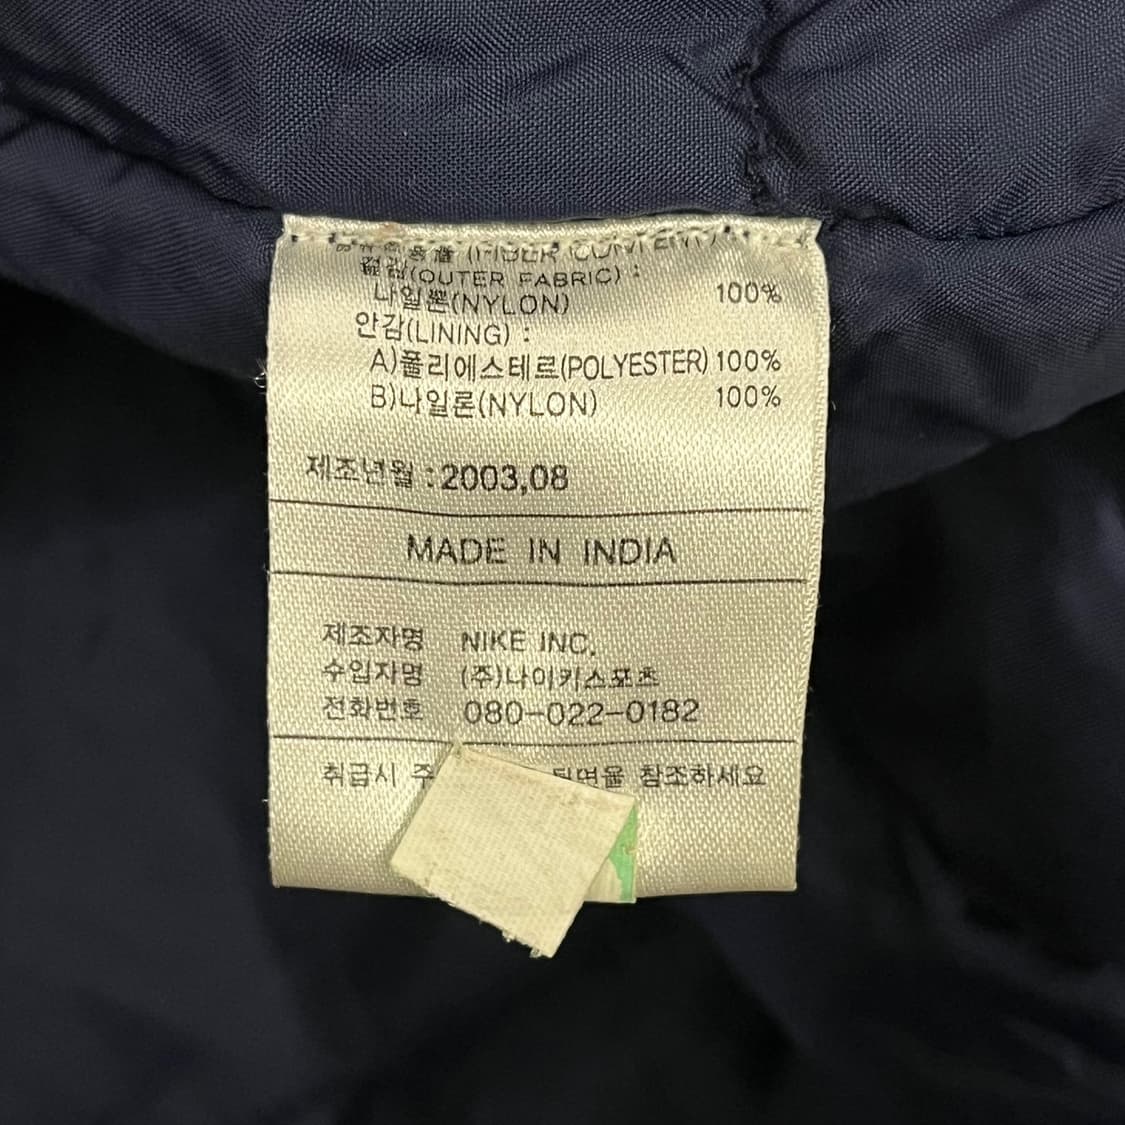 (FIBER CONTENT)
겉감(OUTER FABRIC) :
나일론(NYLON) 100%
안감(LINING) :
A)폴리에스테르(POLYESTER) 100%
B)나일론(NYLON) 100%
제조년월 : 2003,08
MADE IN INDIA
제조자명 NIKE INC.
수입자명 (주)나이키스포츠
전화번호 080-022-0182
취급시 참조하세요